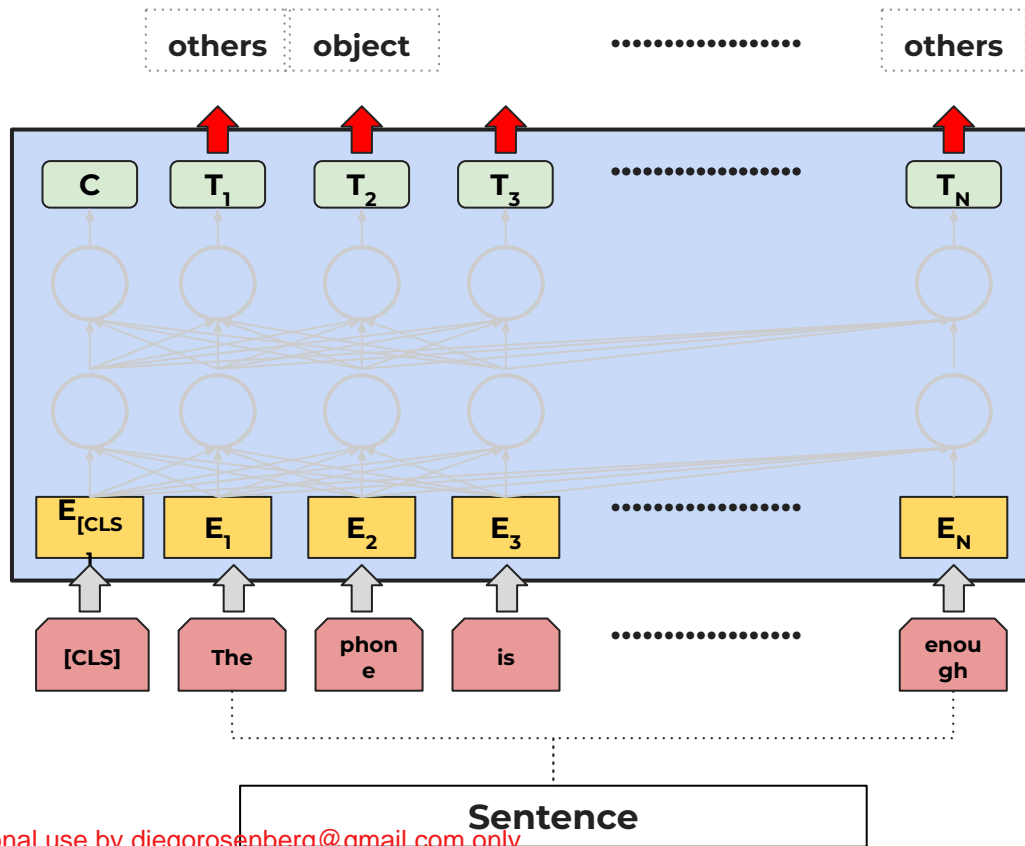 others object .................. others
C T1 T2 T3 .................. TN
E[CLS
]
E1 E2 E3 .................. EN
[CLS] The phon
e
is .................. enou
gh
Sentence
onal use by diegorosenberg@gmail.com only